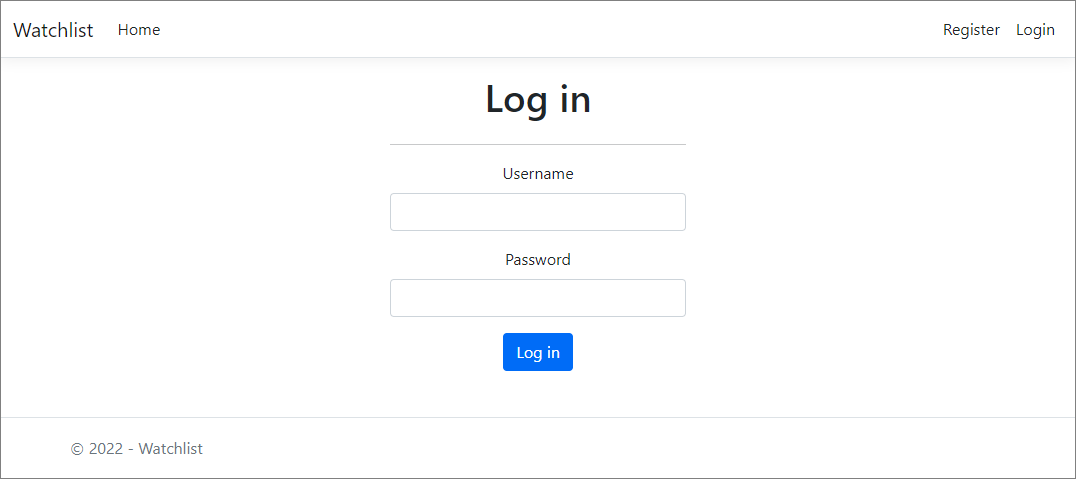 Watchlist Home Register Login
Log in
Username
Password
Log in
© 2022 - Watchlist